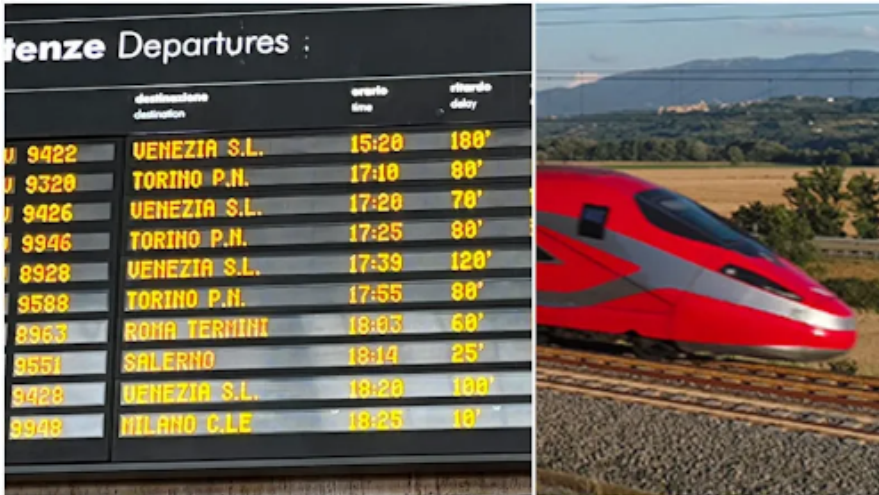 tenze Departures
destinazione orario ritardo
destination time delay
9422 VENEZIA S.L. 15:20 180'
9320 TORINO P.N. 17:10 80'
9426 VENEZIA S.L. 17:20 70'
9946 TORINO P.N. 17:25 80'
8928 VENEZIA S.L. 17:39 120'
9588 TORINO P.N. 17:55 80'
8963 ROMA TERMINI 18:03 60'
9551 SALERNO 18:14 25'
9428 VENEZIA S.L. 18:20 100'
9948 MILANO C.LE 18:25 10'